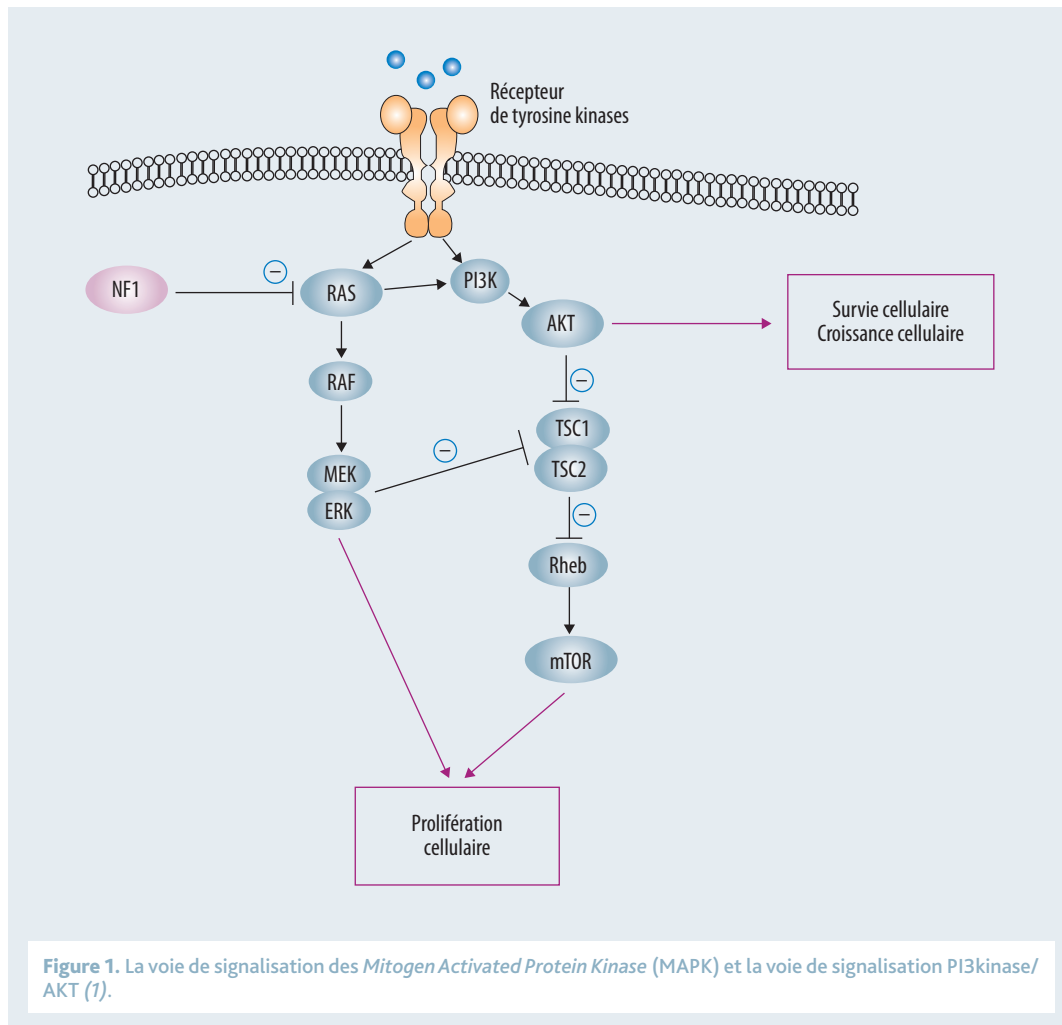 Récepteur
de tyrosine kinases
NF1
−
RAS
PI3K
AKT
Survie cellulaire
Croissance cellulaire
RAF
−
TSC1
−
TSC2
MEK
ERK
−
Rheb
mTOR
Prolifération
cellulaire
Figure 1. La voie de signalisation des Mitogen Activated Protein Kinase (MAPK) et la voie de signalisation PI3kinase/
AKT (1).